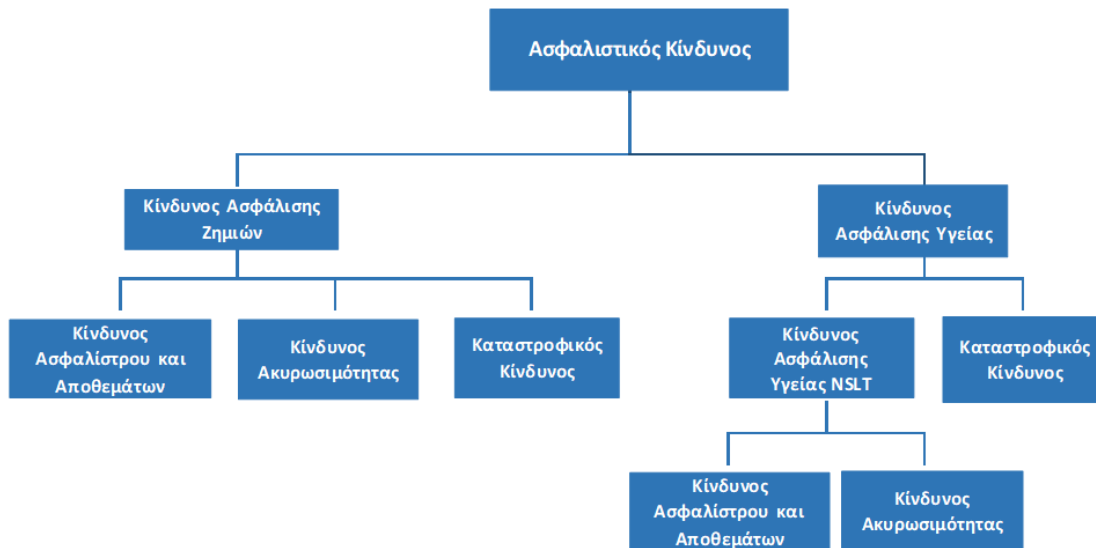 Ασφαλιστικός Κίνδυνος
Κίνδυνος Ασφάλισης
Ζημιών
Κίνδυνος
Ασφάλισης Υγείας
Κίνδυνος
Ασφαλίστρου και
Αποθεμάτων
Κίνδυνος
Ακυρωσιμότητας
Καταστροφικός
Κίνδυνος
Κίνδυνος
Ασφάλισης
Υγείας NSLT
Καταστροφικός
Κίνδυνος
Κίνδυνος
Ασφαλίστρου και
Αποθεμάτων
Κίνδυνος
Ακυρωσιμότητας